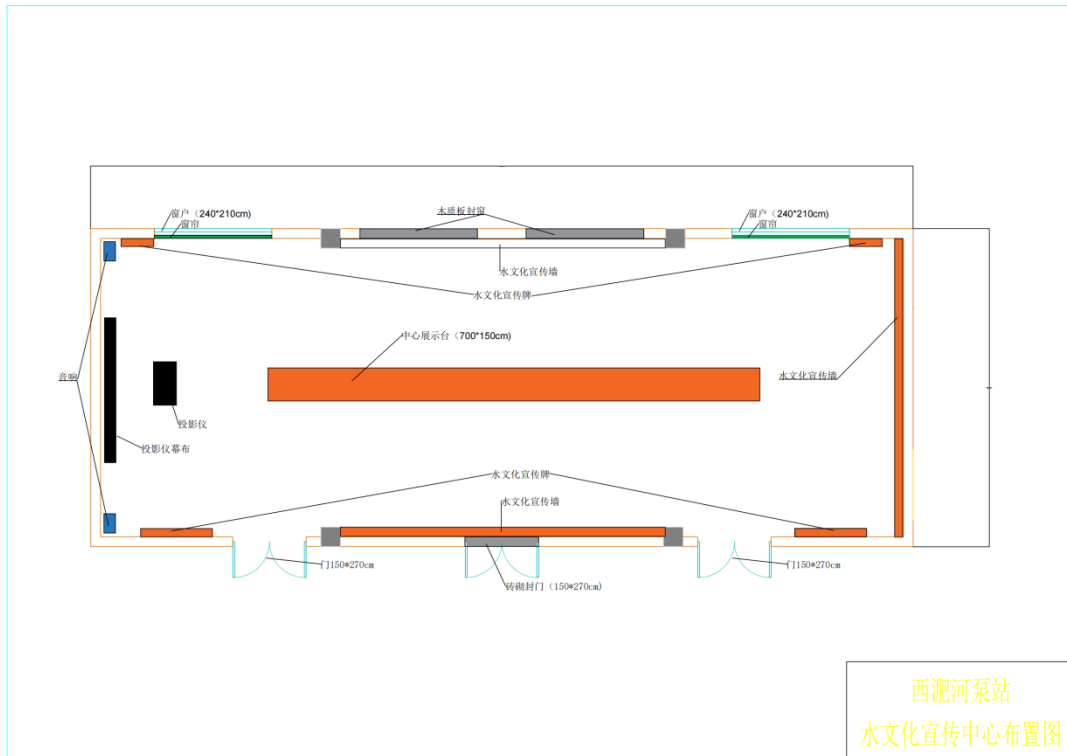 窗户（240*210cm)
窗帘
木质板封窗
窗户（240*210cm)
窗帘
水文化宣传墙
水文化宣传牌
中心展示台（700*150cm)
音响
水文化宣传墙
投影仪
投影仪幕布
水文化宣传牌
水文化宣传墙
门150*270cm
门150*270cm
砖砌封门（150*270cm)
西淝河泵站
水文化宣传中心布置图